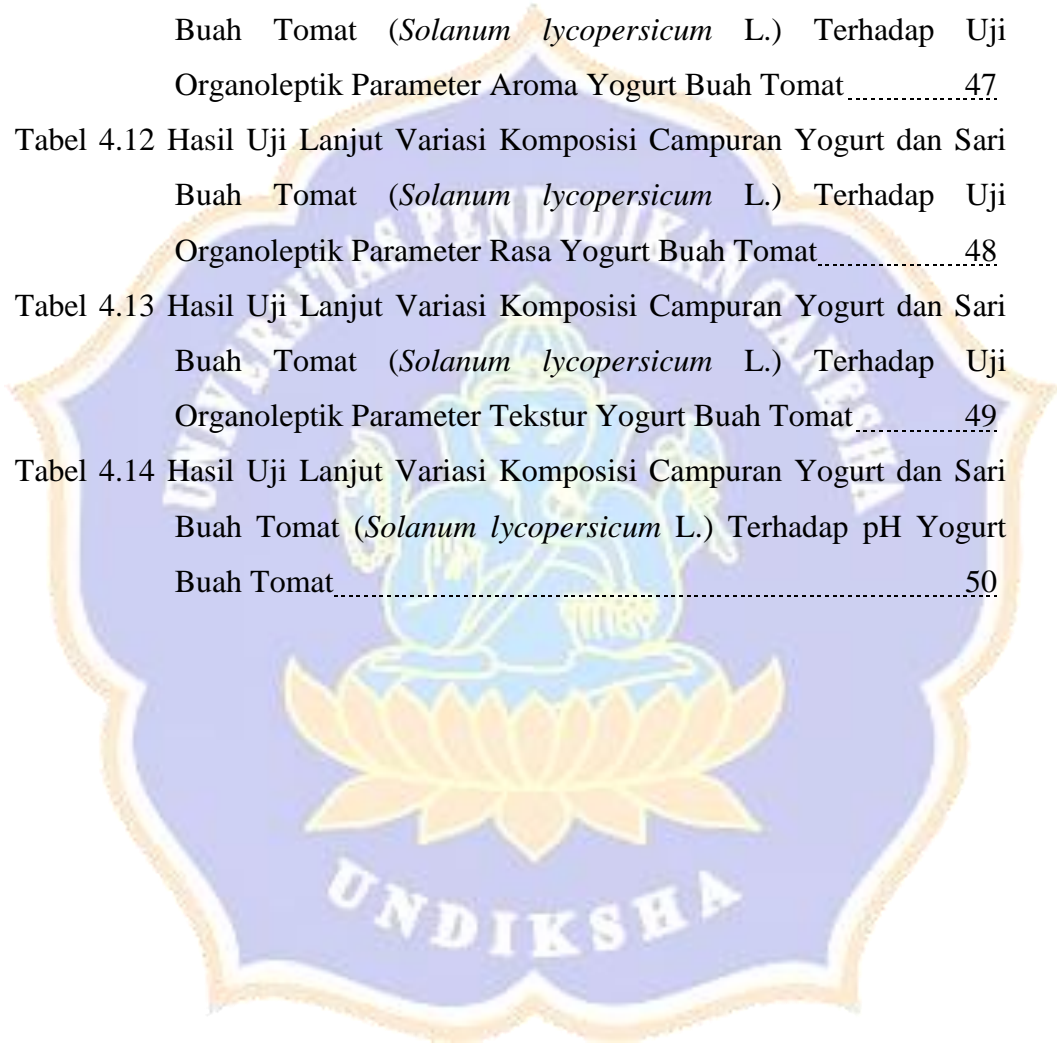 Buah Tomat (Solanum lycopersicum L.) Terhadap Uji
Organoleptik Parameter Aroma Yogurt Buah Tomat 47
Tabel 4.12 Hasil Uji Lanjut Variasi Komposisi Campuran Yogurt dan Sari
Buah Tomat (Solanum lycopersicum L.) Terhadap Uji
Organoleptik Parameter Rasa Yogurt Buah Tomat 48
Tabel 4.13 Hasil Uji Lanjut Variasi Komposisi Campuran Yogurt dan Sari
Buah Tomat (Solanum lycopersicum L.) Terhadap Uji
Organoleptik Parameter Tekstur Yogurt Buah Tomat 49
Tabel 4.14 Hasil Uji Lanjut Variasi Komposisi Campuran Yogurt dan Sari
Buah Tomat (Solanum lycopersicum L.) Terhadap pH Yogurt
Buah Tomat 50
UNIVERSITAS PENDIDIKAN GANESHA
UNDIKSHA